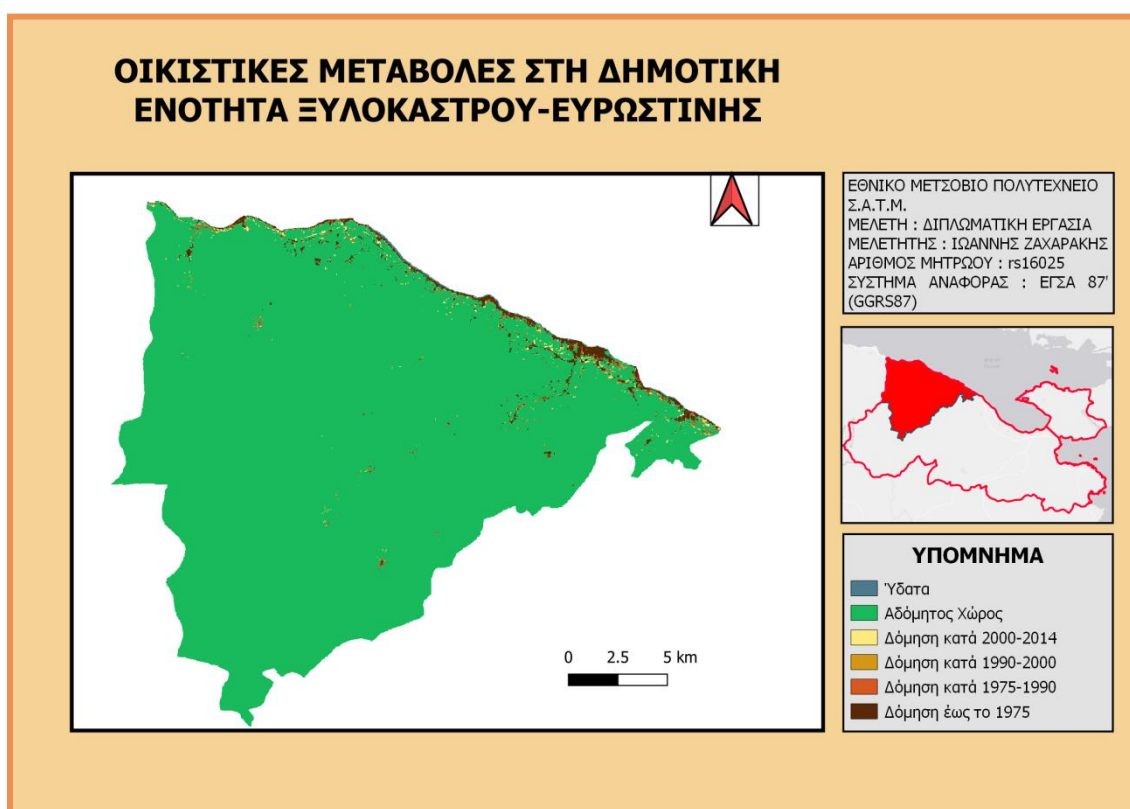 ΟΙΚΙΣΤΙΚΕΣ ΜΕΤΑΒΟΛΕΣ ΣΤΗ ΔΗΜΟΤΙΚΗ
ΕΝΟΤΗΤΑ ΞΥΛΟΚΑΣΤΡΟΥ-ΕΥΡΩΣΤΙΝΗΣ
ΕΘΝΙΚΟ ΜΕΤΣΟΒΙΟ ΠΟΛΥΤΕΧΝΕΙΟ
Σ.Α.Τ.Μ.
ΜΕΛΕΤΗ : ΔΙΠΛΩΜΑΤΙΚΗ ΕΡΓΑΣΙΑ
ΜΕΛΕΤΗΤΗΣ : ΙΩΑΝΝΗΣ ΖΑΧΑΡΑΚΗΣ
ΑΡΙΘΜΟΣ ΜΗΤΡΩΟΥ : rs16025
ΣΥΣΤΗΜΑ ΑΝΑΦΟΡΑΣ : ΕΓΣΑ 87'
(GGRS87)
0 2.5 5 km
ΥΠΟΜΝΗΜΑ
Ύδατα
Αδόμητος Χώρος
Δόμηση κατά 2000-2014
Δόμηση κατά 1990-2000
Δόμηση κατά 1975-1990
Δόμηση έως το 1975